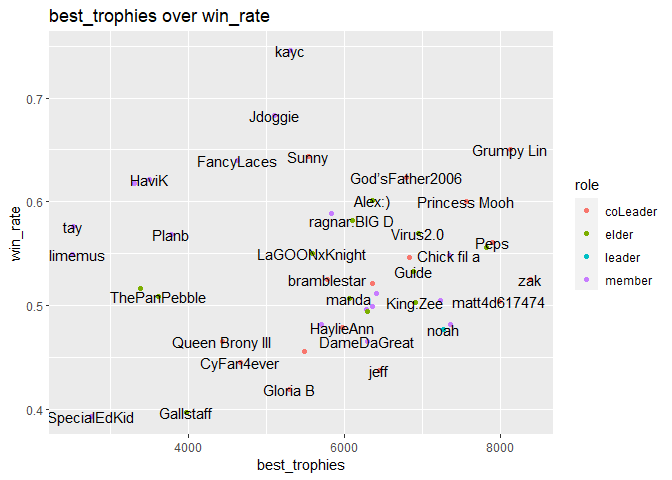 best_trophies over win_rate
kayc
0.7
Jdoggie
Grumpy Lin
Sunny
FancyLaces
God'sFather2006
HaviK
role
Princess Mooh
Alex:)
0.6
coLeader
ragnar BIG D
elder
tay
win_rate
Virus2.0
Planb
leader
Peps
LaGOONxKnight
Chick fil a
limemus
member
Guide
bramblestar
zak
ThePanPebble
manda
King.Zee
matt4d617474
0.5
HaylieAnn
noah
Queen Brony III
DameDaGreat
CyFan4ever
jeff
Gloria B
0.4
SpecialEdKid
Gallstaff
4000
6000
8000
best_trophies